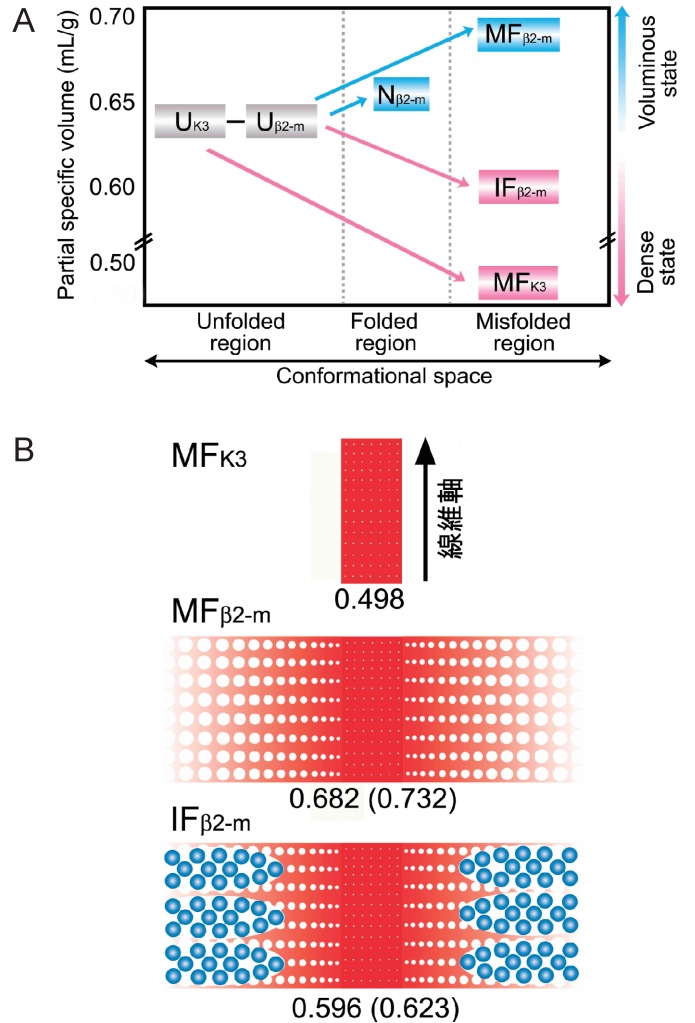 A
Partial specific volume (mL/g)
0.70
0.65
0.60
0.50
MFβ2-m
Nβ2-m
UK3 – Uβ2-m
IFβ2-m
MFK3
Voluminous
state
Dense
state
Unfolded
region
Folded
region
Misfolded
region
Conformational space
B
MFK3
線維軸
0.498
MFβ2-m
0.682 (0.732)
IFβ2-m
0.596 (0.623)